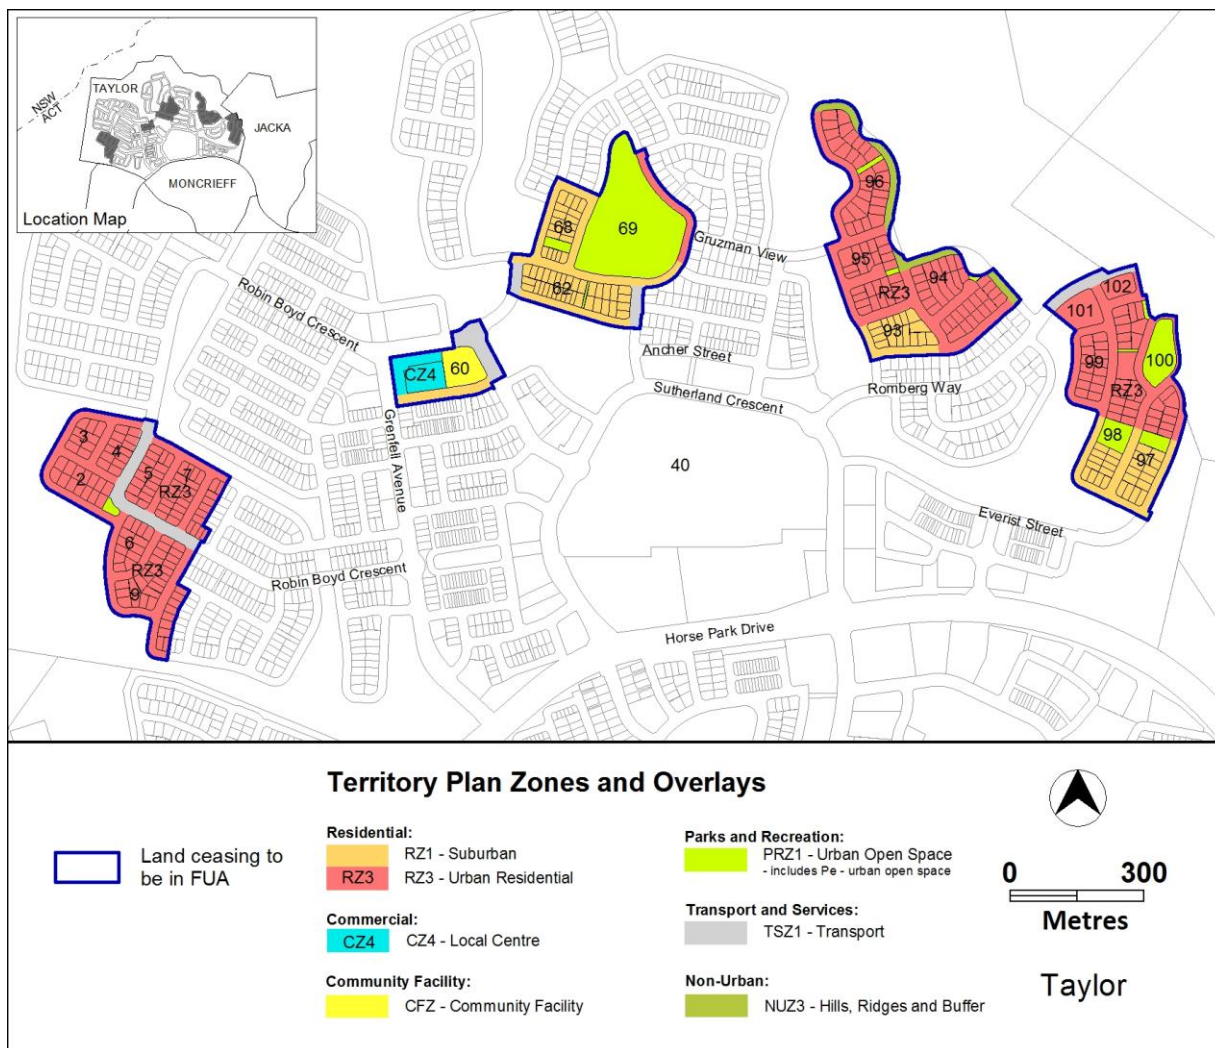 NSW
ACT
TAYLOR
JACKA
MONCRIEFF
Location Map
96
68
69
Gruzman View
95
94
62
RZ3
102
101
Robin Boyd Crescent
93
Ancher Street
99
100
CZ4
60
RZ3
Romberg Way
Sutherland Crescent
3
4
Grenfell Avenue
98
5
7
40
97
2
RZ3
Everist Street
6
RZ3
Robin Boyd Crescent
9
Horse Park Drive
Territory Plan Zones and Overlays
Land ceasing to
be in FUA
Residential:
RZ1 - Suburban
RZ3
RZ3 - Urban Residential
Commercial:
CZ4
CZ4 - Local Centre
Community Facility:
CFZ - Community Facility
Parks and Recreation:
PRZ1 - Urban Open Space
- includes Pe - urban open space
Transport and Services:
TSZ1 - Transport
Non-Urban:
NUZ3 - Hills, Ridges and Buffer
0 300
Metres
Taylor